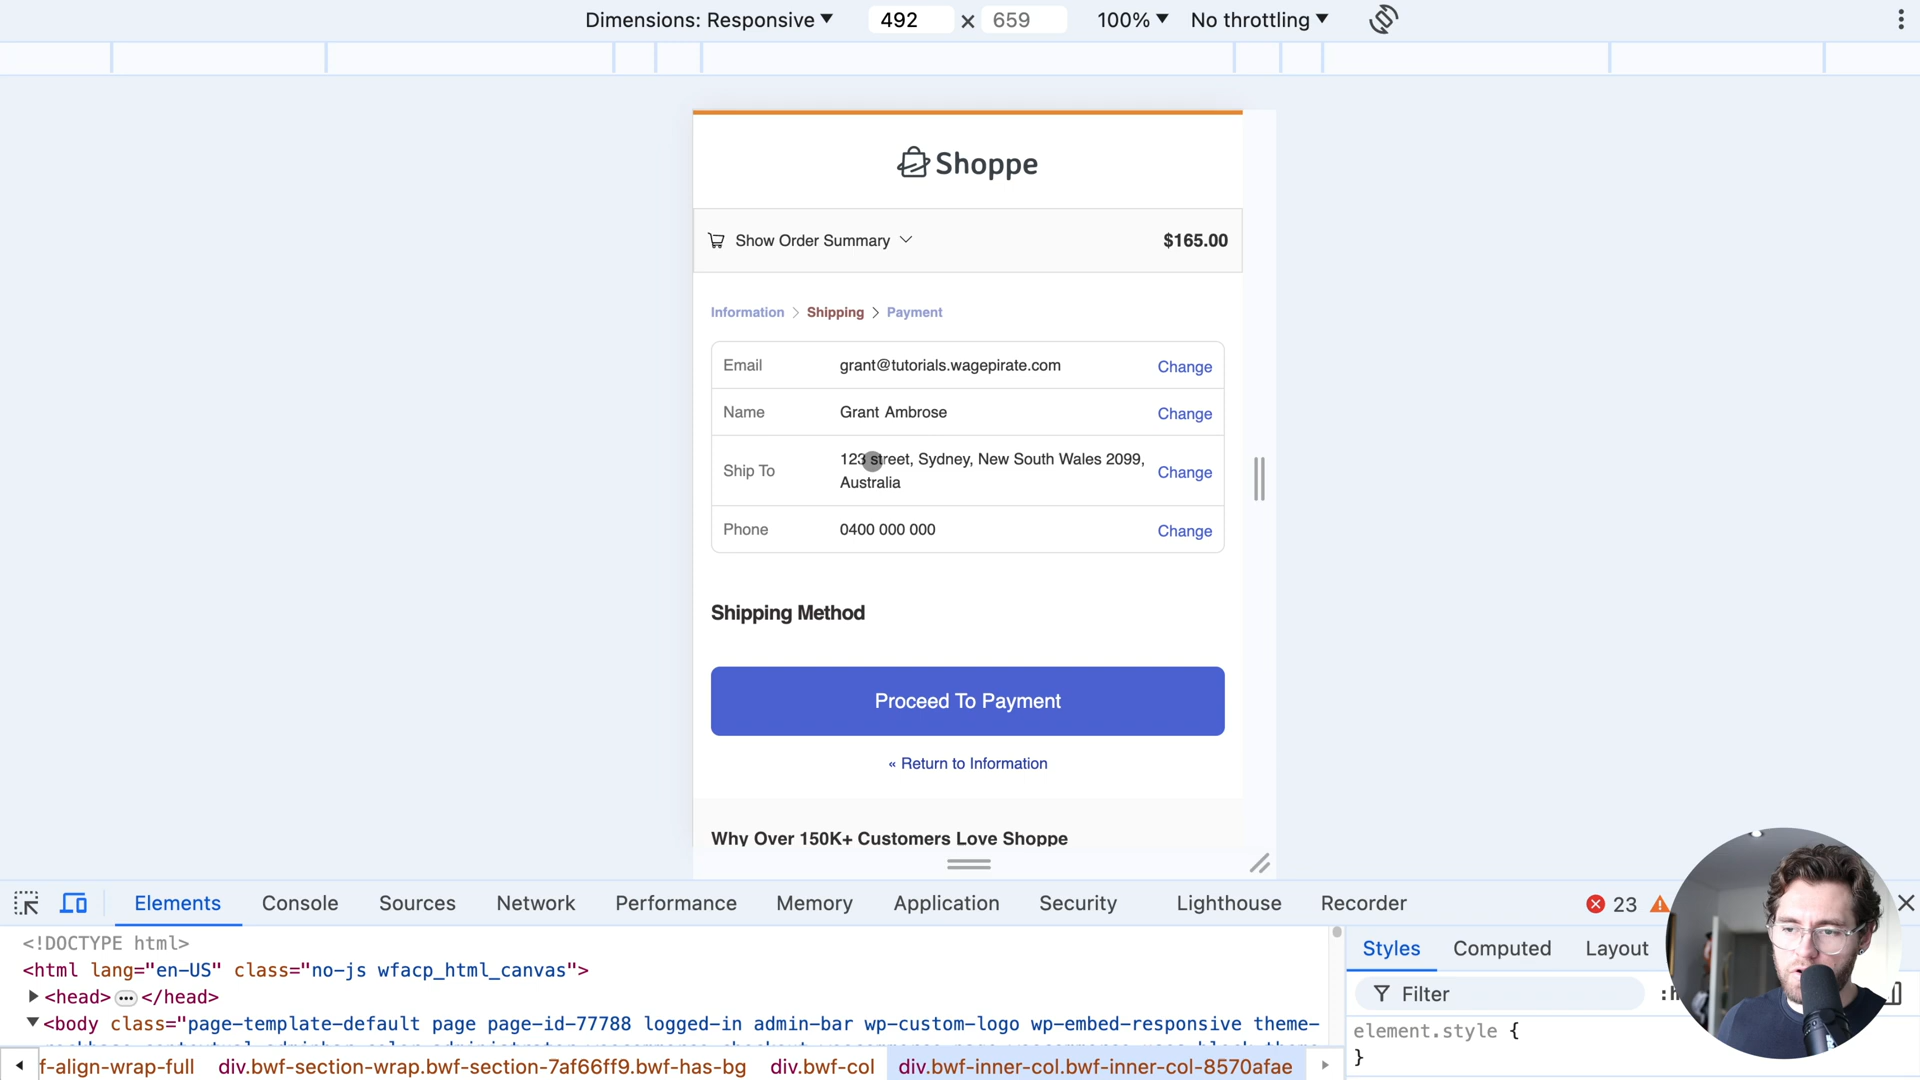 Dimensions: Responsive ▼ 492 × 659 100% ▼ No throttling ▼
Shoppe
Show Order Summary $165.00
Information > Shipping > Payment
Email grant@tutorials.wagepirate.com Change
Name Grant Ambrose Change
Ship To 123 street, Sydney, New South Wales 2099, Australia Change
Phone 0400 000 000 Change
Shipping Method
Proceed To Payment
« Return to Information
Why Over 150K+ Customers Love Shoppe
Elements Console Sources Network Performance Memory Application Security Lighthouse Recorder 23
<!DOCTYPE html>
<html lang="en-US" class="no-js wfacp_html_canvas">
▶<head>…</head>
▼<body class="page-template-default page page-id-77788 logged-in admin-bar wp-custom-logo wp-embed-responsive theme-
f-align-wrap-full div.bwf-section-wrap.bwf-section-7af66ff9.bwf-has-bg div.bwf-col div.bwf-inner-col.bwf-inner-col-8570afae
Styles Computed Layout
Filter
element.style {
}